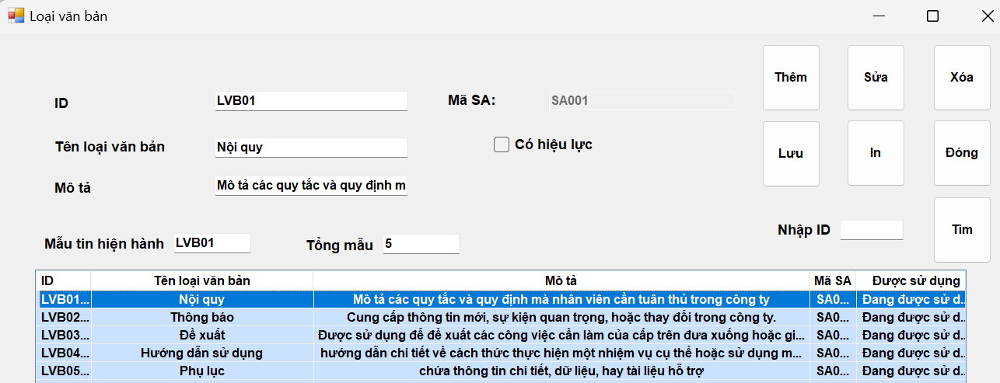 Loại văn bản
Thêm Sửa Xóa
ID LVB01 Mã SA: SA001
Tên loại văn bản Nội quy Có hiệu lực
Lưu In Đóng
Mô tả Mô tả các quy tắc và quy định m
Mẫu tin hiện hành LVB01 Tổng mẫu 5 Nhập ID Tìm
ID Tên loại văn bản Mô tả Mã SA Được sử dụng
LVB01... Nội quy Mô tả các quy tắc và quy định mà nhân viên cần tuân thủ trong công ty SA0... Đang được sử d...
LVB02... Thông báo Cung cấp thông tin mới, sự kiện quan trọng, hoặc thay đổi trong công ty. SA0... Đang được sử d...
LVB03... Đề xuất Được sử dụng để đề xuất các công việc cần làm của cấp trên đưa xuống hoặc gi... SA0... Đang được sử d...
LVB04... Hướng dẫn sử dụng hướng dẫn chi tiết về cách thức thực hiện một nhiệm vụ cụ thể hoặc sử dụng m... SA0... Đang được sử d...
LVB05... Phụ lục chứa thông tin chi tiết, dữ liệu, hay tài liệu hỗ trợ SA0... Đang được sử d...